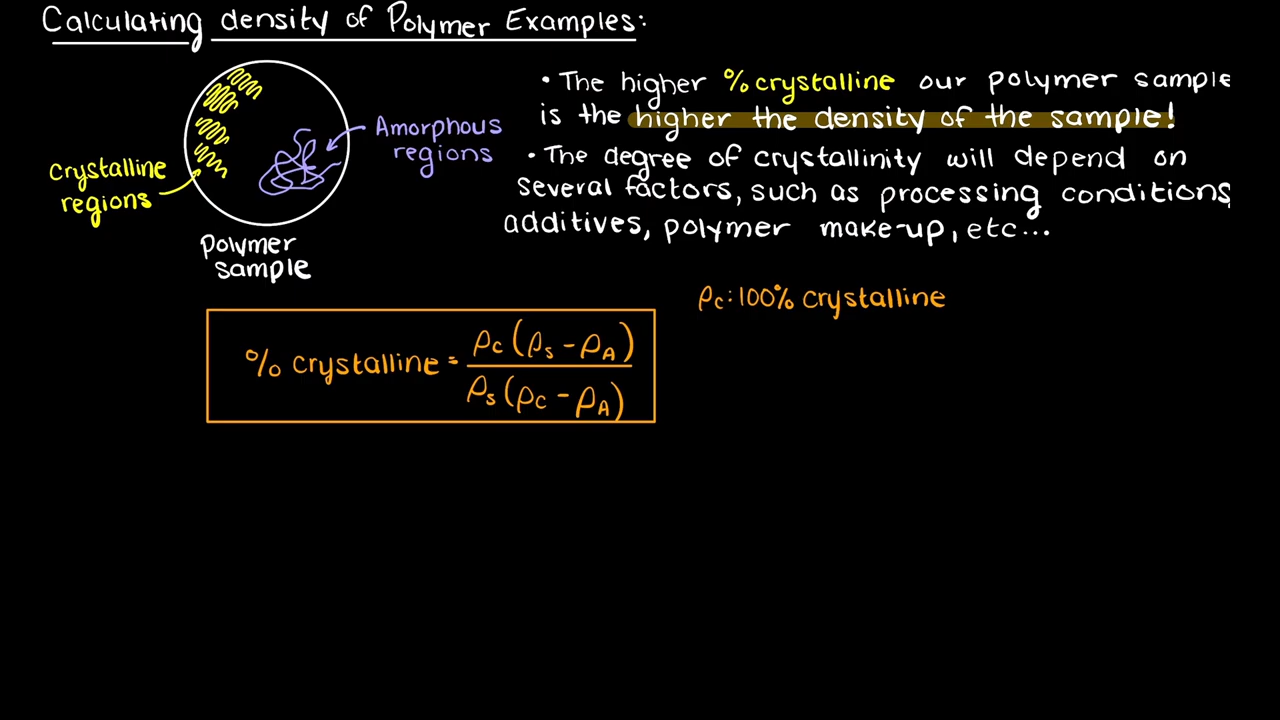 Calculating density of Polymer Examples:
• The higher % crystalline our polymer sample
is the higher the density of the sample!
• The degree of crystallinity will depend on
several factors, such as processing conditions,
additives, polymer make-up, etc...
Amorphous
regions
Crystalline
regions
Polymer
sample
ρc: 100% crystalline
% crystalline = ρc (ρs - ρA) / ρs (ρc - ρA)